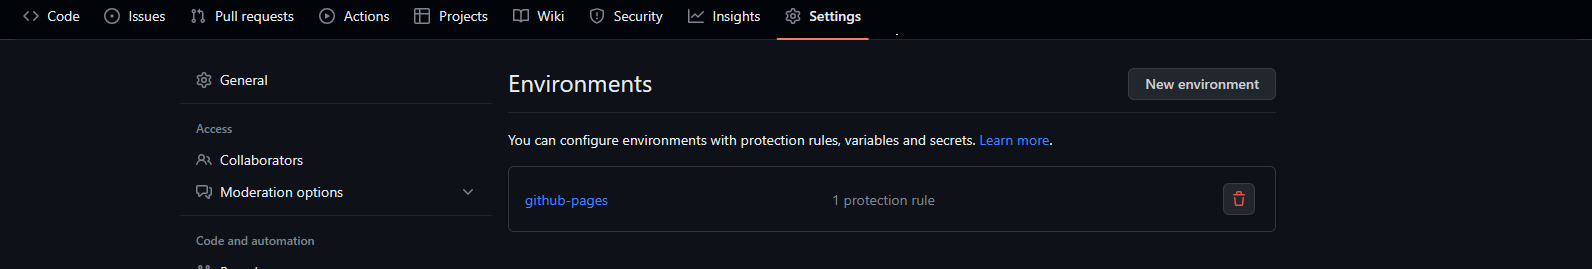 Code Issues Pull requests Actions Projects Wiki Security Insights Settings
General
Access
Collaborators
Moderation options
Code and automation
Environments
New environment
You can configure environments with protection rules, variables and secrets. Learn more.
github-pages 1 protection rule